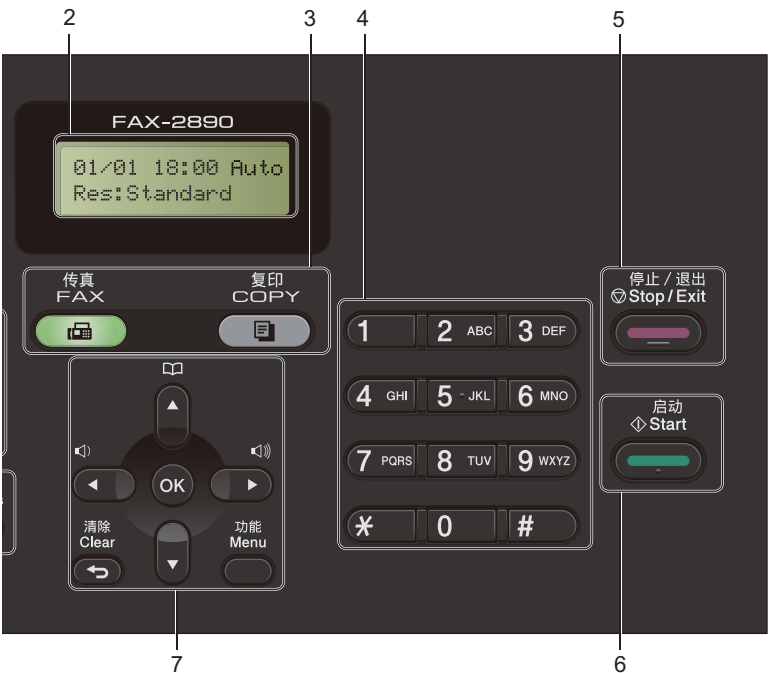 2 3 4 5
FAX-2890
01/01 18:00 Auto
Res:Standard
传真
FAX
复印
COPY
停止 / 退出
Stop / Exit
启动
Start
1 2 ABC 3 DEF
4 GHI 5 JKL 6 MNO
7 PQRS 8 TUV 9 WXYZ
* 0 #
OK
清除
Clear
功能
Menu
7 6